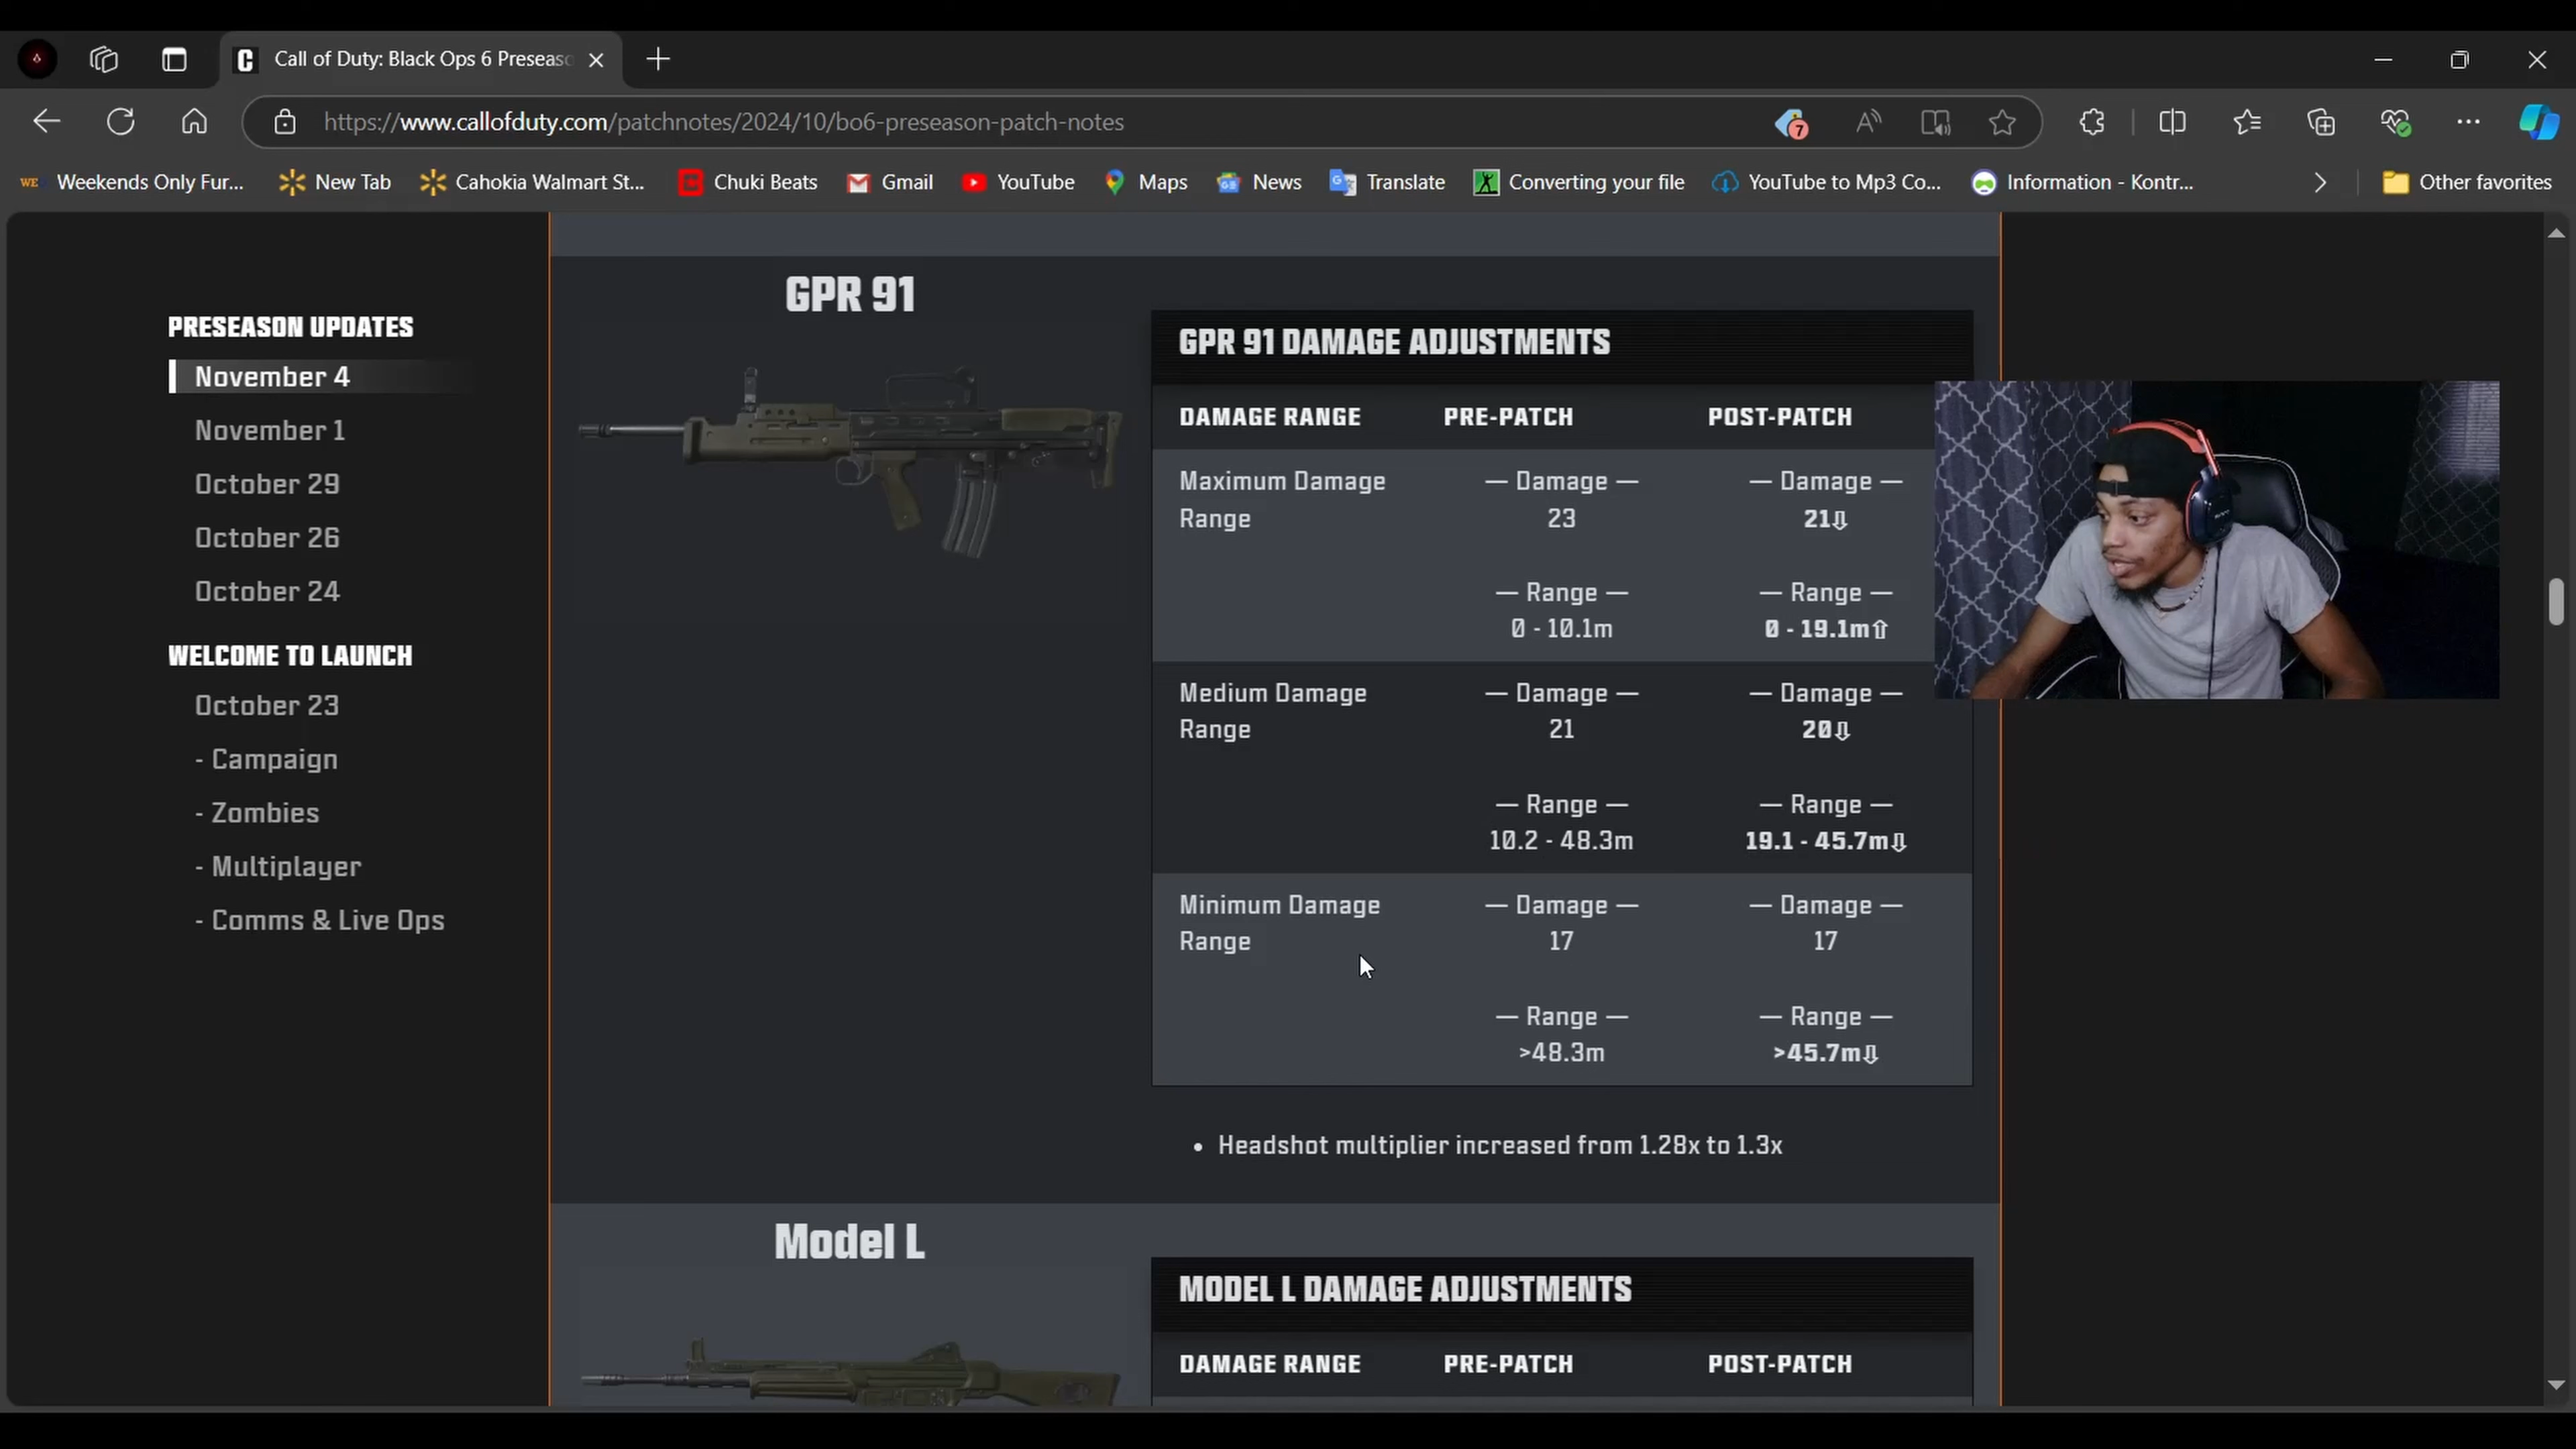 Call of Duty: Black Ops 6 Preseaso
https://www.callofduty.com/patchnotes/2024/10/bo6-preseason-patch-notes
7
WE Weekends Only Fur...
New Tab
Cahokia Walmart St...
Chuki Beats
Gmail
YouTube
Maps
News
Translate
Converting your file
YouTube to Mp3 Co...
Information - Kontr...
Other favorites
PRESEASON UPDATES
November 4
November 1
October 29
October 26
October 24
WELCOME TO LAUNCH
October 23
- Campaign
- Zombies
- Multiplayer
- Comms & Live Ops
GPR 91
GPR 91 DAMAGE ADJUSTMENTS
DAMAGE RANGE PRE-PATCH POST-PATCH
Maximum Damage — Damage — — Damage —
Range 23 21⇩
— Range — — Range —
0 - 10.1m 0 - 19.1m⇧
Medium Damage — Damage — — Damage —
Range 21 20⇩
— Range — — Range —
10.2 - 48.3m 19.1 - 45.7m⇩
Minimum Damage — Damage — — Damage —
Range 17 17
— Range — — Range —
>48.3m >45.7m⇩
• Headshot multiplier increased from 1.28x to 1.3x
Model L
MODEL L DAMAGE ADJUSTMENTS
DAMAGE RANGE PRE-PATCH POST-PATCH